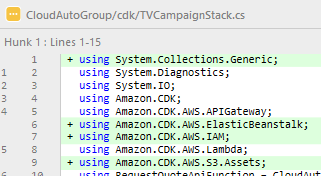 CloudAutoGroup/cdk/TVCampaignStack.cs
Hunk 1 : Lines 1-15
1 + using System.Collections.Generic;
1 2 using System.Diagnostics;
2 3 using System.IO;
3 4 using Amazon.CDK;
4 5 using Amazon.CDK.AWS.APIGateway;
6 + using Amazon.CDK.AWS.ElasticBeanstalk;
7 + using Amazon.CDK.AWS.IAM;
5 8 using Amazon.CDK.AWS.Lambda;
9 + using Amazon.CDK.AWS.S3.Assets;
6 10 using RequestQuoteApiFunction = CloudAut